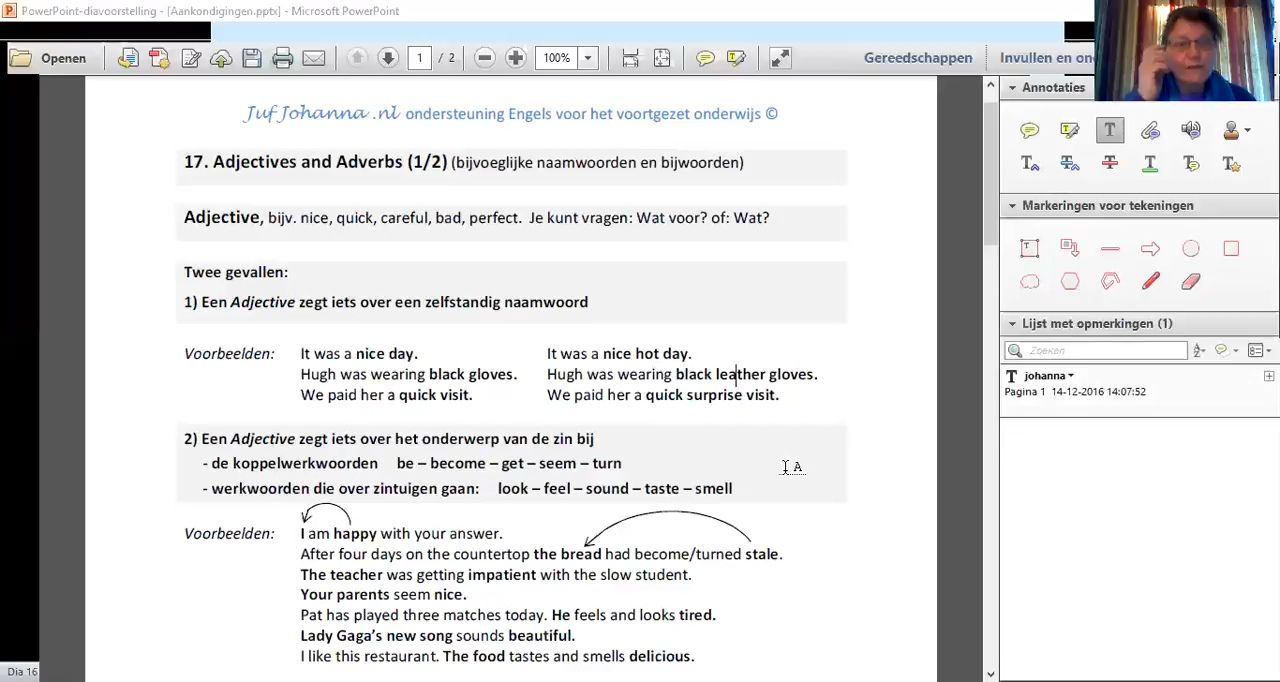 PowerPoint-diavoorstelling - [Aankondigingen.pptx] - Microsoft PowerPoint
Openen
1 / 2
100%
Gereedschappen
Invullen en on
Annotaties
Juf Johanna .nl ondersteuning Engels voor het voortgezet onderwijs ©
17. Adjectives and Adverbs (1/2) (bijvoeglijke naamwoorden en bijwoorden)
Adjective, bijv. nice, quick, careful, bad, perfect. Je kunt vragen: Wat voor? of: Wat?
Twee gevallen:
1) Een Adjective zegt iets over een zelfstandig naamwoord
Voorbeelden: It was a nice day. It was a nice hot day.
Hugh was wearing black gloves. Hugh was wearing black leather gloves.
We paid her a quick visit. We paid her a quick surprise visit.
2) Een Adjective zegt iets over het onderwerp van de zin bij
- de koppelwerkwoorden be – become – get – seem – turn
- werkwoorden die over zintuigen gaan: look – feel – sound – taste – smell
Voorbeelden: I am happy with your answer.
After four days on the countertop the bread had become/turned stale.
The teacher was getting impatient with the slow student.
Your parents seem nice.
Pat has played three matches today. He feels and looks tired.
Lady Gaga's new song sounds beautiful.
I like this restaurant. The food tastes and smells delicious.
Markeringen voor tekeningen
Lijst met opmerkingen (1)
Zoeken
johanna
Pagina 1 14-12-2016 14:07:52
Dia 16